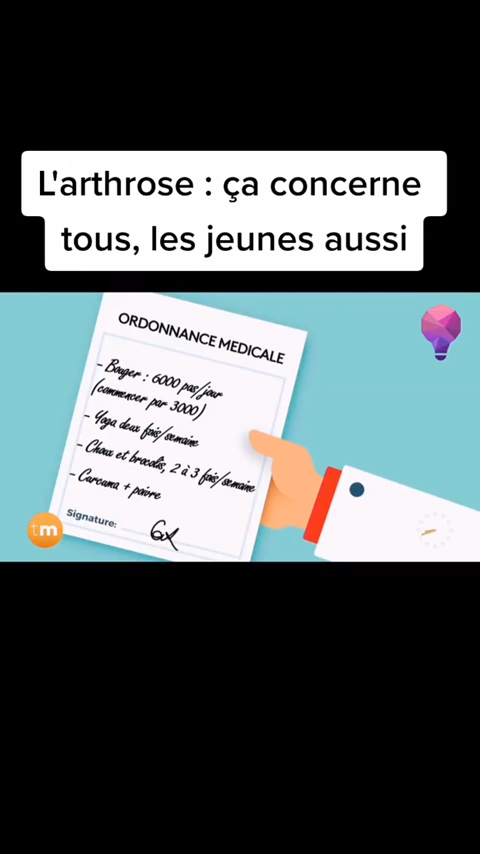 L'arthrose : ça concerne
tous, les jeunes aussi
ORDONNANCE MEDICALE
- Bouger : 6000 pas/jour
(commencer par 3000)
- Yoga deux fois/semaine
- Choux et brocolis, 2 à 3 fois/semaine
- Curcuma + poivre
Signature:
tm